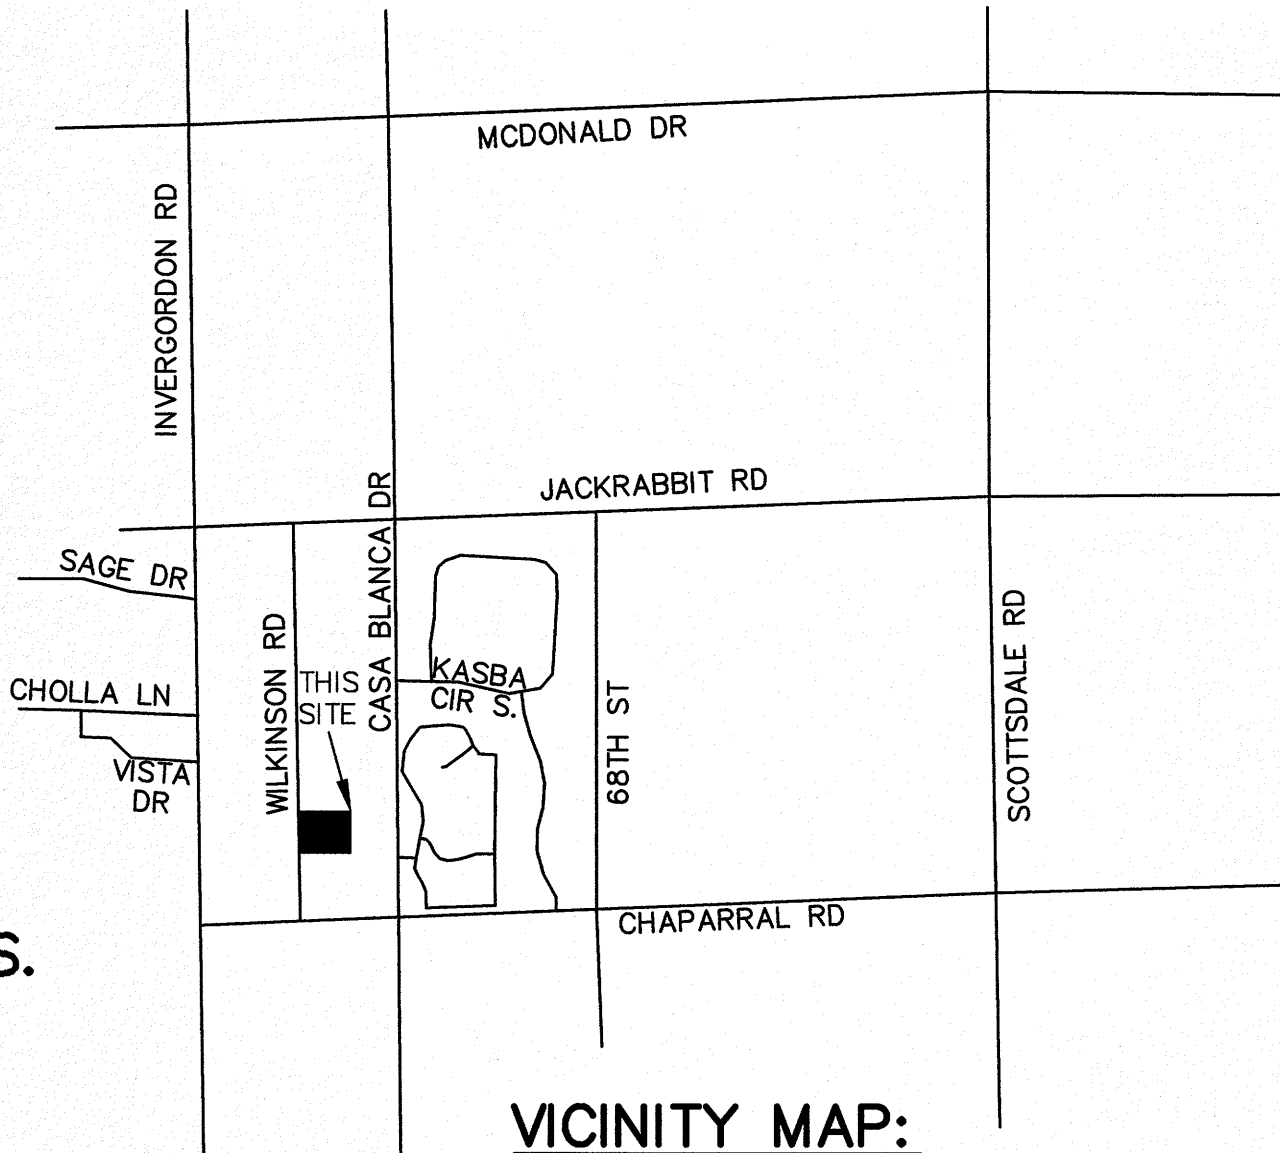 MCDONALD DR
INVERGORDON RD
JACKRABBIT RD
CASA BLANCA DR
SAGE DR
WILKINSON RD
THIS
SITE
KASBA
CIR S.
CHOLLA LN
VISTA
DR
68TH ST
SCOTTSDALE RD
CHAPARRAL RD
S.
VICINITY MAP: